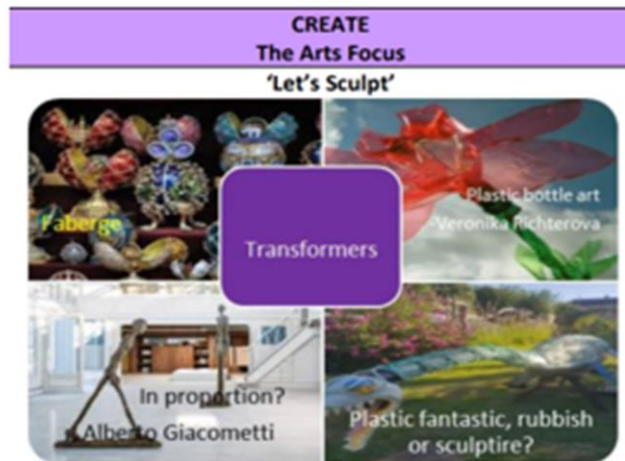 CREATE
The Arts Focus
'Let's Sculpt'
Faberge
Plastic bottle art
-Veronika Richterova
Transformers
In proportion?
Alberto Giacometti
Plastic fantastic, rubbish
or sculptire?